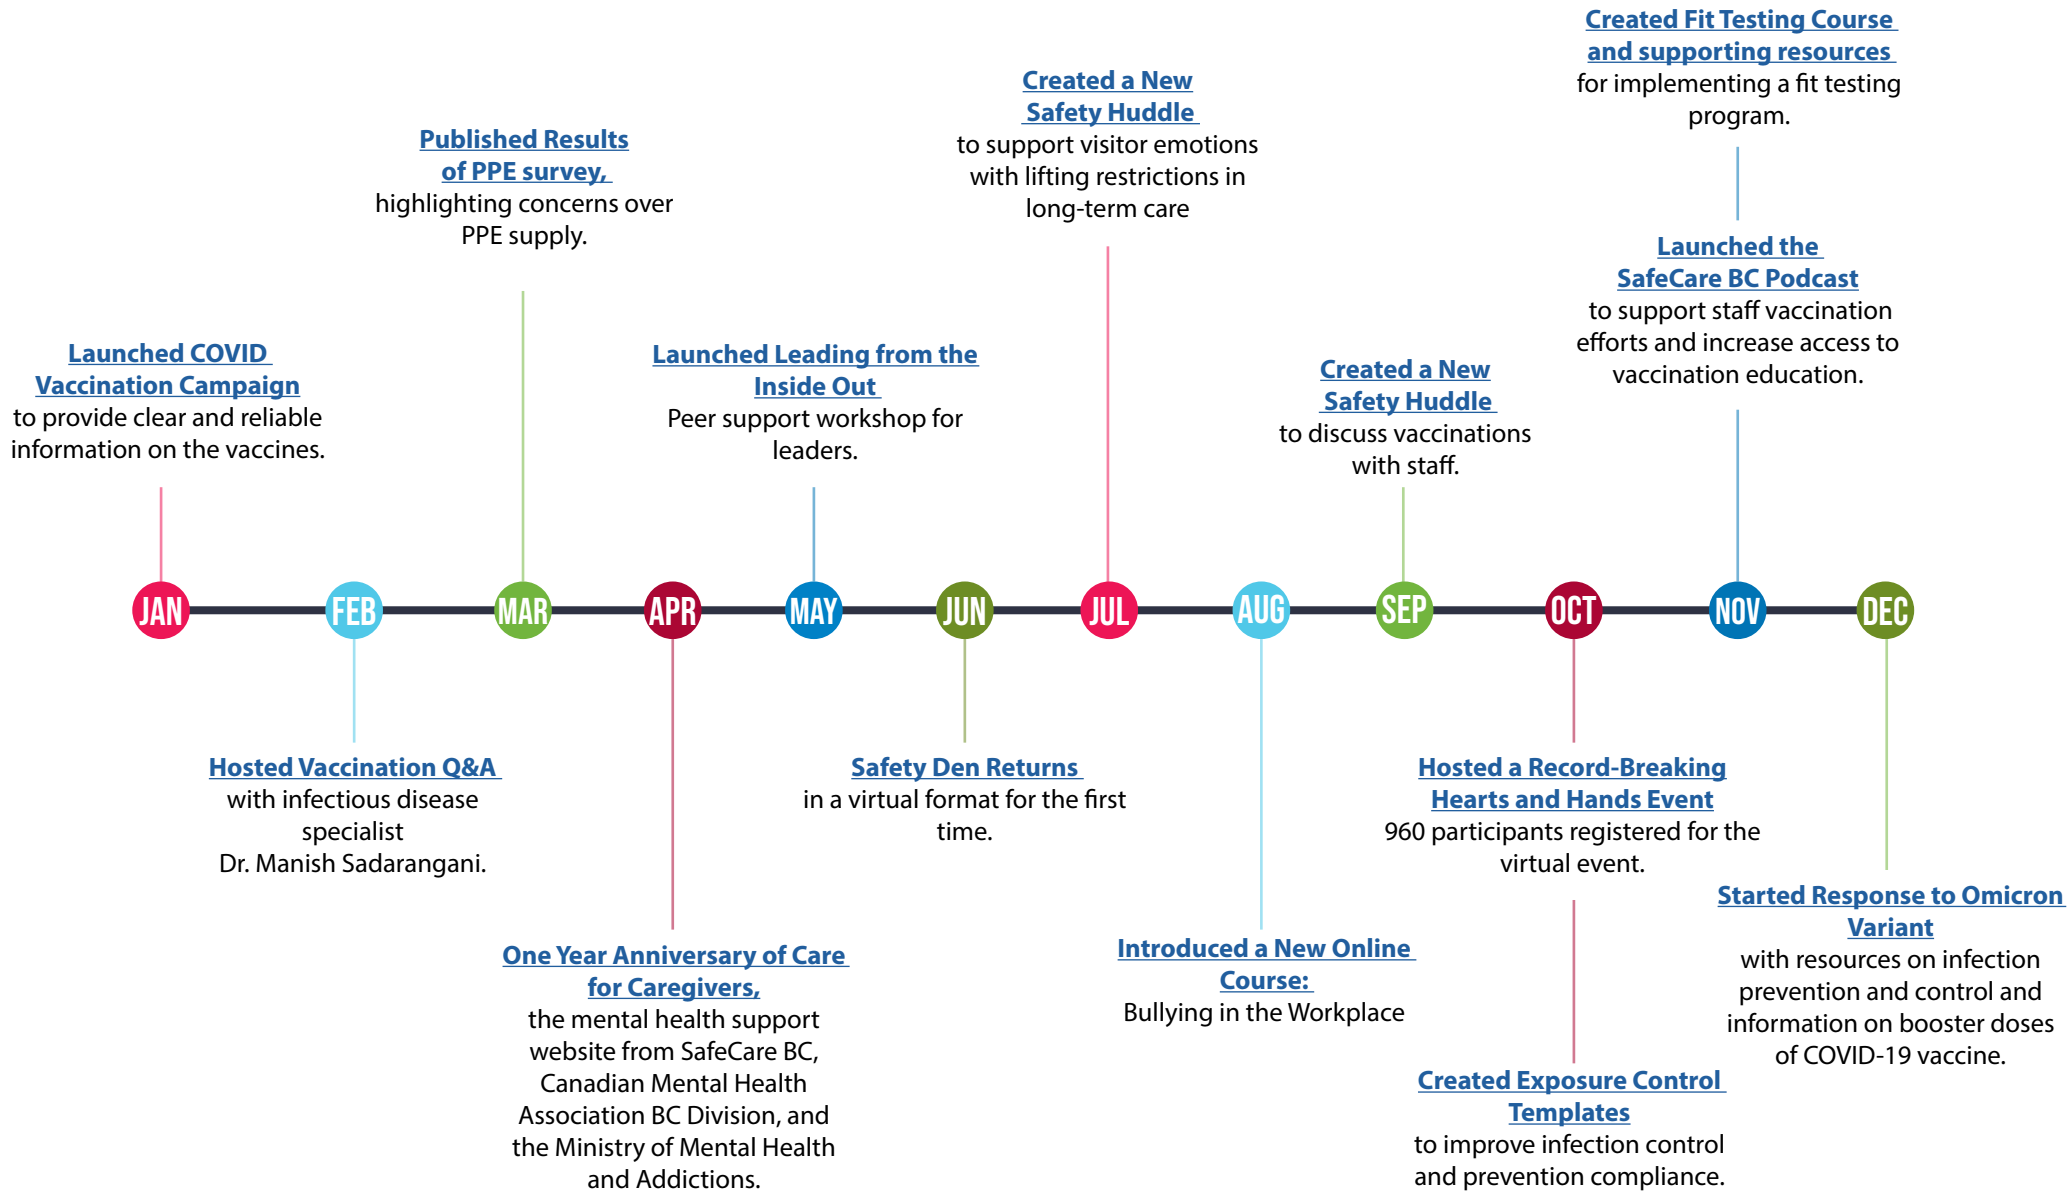 Created Fit Testing Course
and supporting resources
for implementing a fit testing
program.
Created a New
Safety Huddle
to support visitor emotions
with lifting restrictions in
long-term care
Published Results
of PPE survey,
highlighting concerns over
PPE supply.
Launched the
SafeCare BC Podcast
to support staff vaccination
efforts and increase access to
vaccination education.
Launched COVID
Vaccination Campaign
to provide clear and reliable
information on the vaccines.
Launched Leading from the
Inside Out
Peer support workshop for
leaders.
Created a New
Safety Huddle
to discuss vaccinations
with staff.
JAN FEB MAR APR MAY JUN JUL AUG SEP OCT NOV DEC
Hosted Vaccination Q&A
with infectious disease
specialist
Dr. Manish Sadarangani.
Safety Den Returns
in a virtual format for the first
time.
Hosted a Record-Breaking
Hearts and Hands Event
960 participants registered for the
virtual event.
Started Response to Omicron
Variant
with resources on infection
prevention and control and
information on booster doses
of COVID-19 vaccine.
One Year Anniversary of Care
for Caregivers,
the mental health support
website from SafeCare BC,
Canadian Mental Health
Association BC Division, and
the Ministry of Mental Health
and Addictions.
Introduced a New Online
Course:
Bullying in the Workplace
Created Exposure Control
Templates
to improve infection control
and prevention compliance.